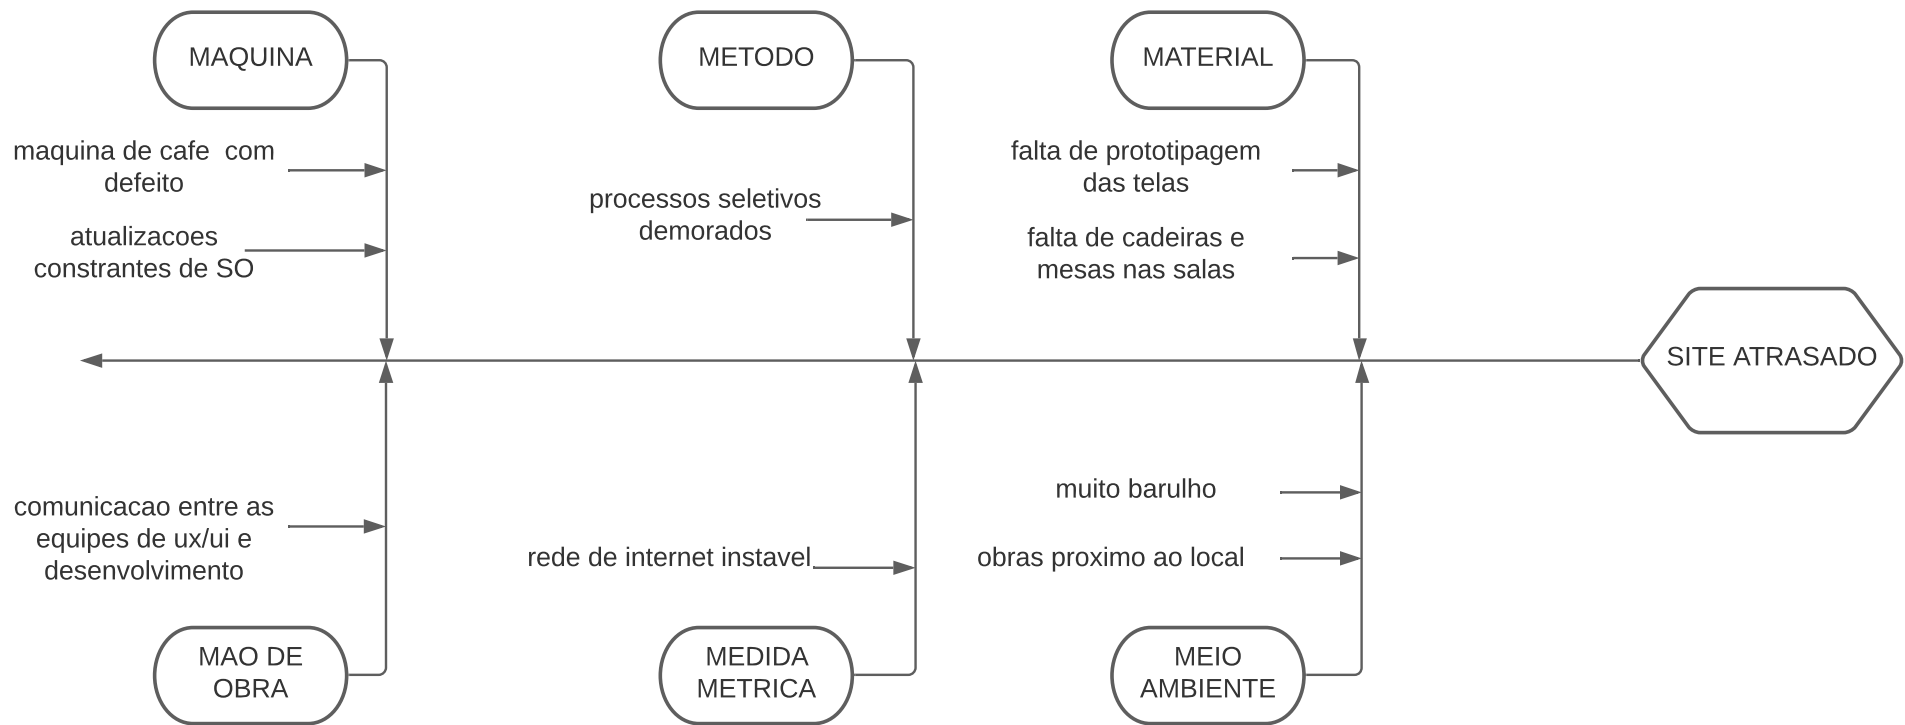 MAQUINA
METODO
MATERIAL
maquina de cafe  com
defeito
atualizacoes
constrantes de SO
processos seletivos
demorados
falta de prototipagem
das telas
falta de cadeiras e
mesas nas salas
SITE ATRASADO
comunicacao entre as
equipes de ux/ui e
desenvolvimento
rede de internet instavel
muito barulho
obras proximo ao local
MAO DE
OBRA
MEDIDA
METRICA
MEIO
AMBIENTE